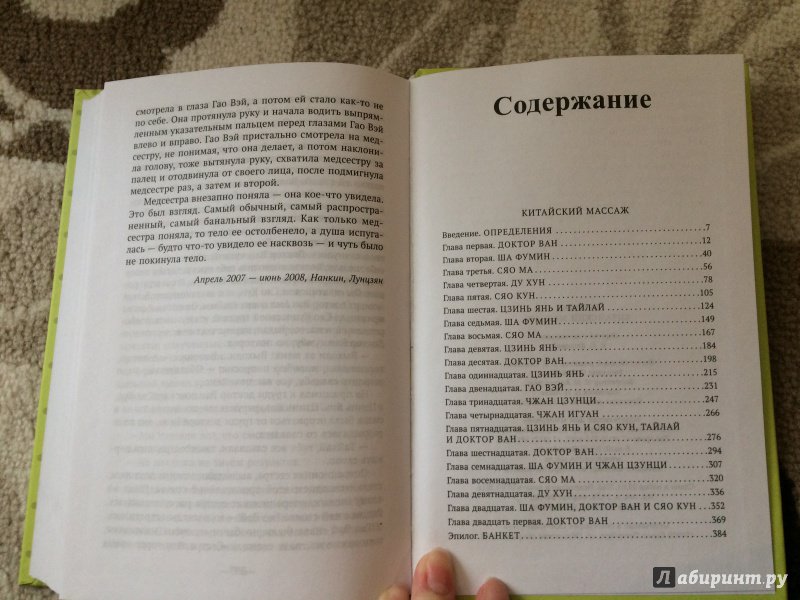 смотрела в глаза Гао Вэй, а потом ей стало как-то не
по себе. Она протянула руку и начала водить выпрям-
ленным указательным пальцем перед глазами Гао Вэй
влево и вправо. Гао Вэй пристально смотрела на мед-
сестру, не понимая, что она делает, а потом наклони-
ла голову, тоже вытянула руку, схватила медсестру за
палец и отодвинула от своего лица, после подмигнула
медсестре раз, а затем и второй.
Медсестра внезапно поняла — она кое-что увидела.
Это был взгляд. Самый обычный, самый распростра-
ненный, самый банальный взгляд. Как только мед-
сестра поняла, то тело ее остолбенело, а душа испуга-
лась — будто что-то увидело ее насквозь — и чуть было
не покинула тело.
Апрель 2007 — июнь 2008, Нанкин, Лунцзян
Содержание
КИТАЙСКИЙ МАССАЖ
Введение. ОПРЕДЕЛЕНИЯ 7
Глава первая. ДОКТОР ВАН 12
Глава вторая. ША ФУМИН 40
Глава третья. СЯО МА 56
Глава четвертая. ДУ ХУН 78
Глава пятая. СЯО КУН 105
Глава шестая. ЦЗИНЬ ЯНЬ И ТАЙЛАЙ 124
Глава седьмая. ША ФУМИН 149
Глава восьмая. СЯО МА 167
Глава девятая. ЦЗИНЬ ЯНЬ 184
Глава десятая. ДОКТОР ВАН 198
Глава одиннадцатая. ЦЗИНЬ ЯНЬ 215
Глава двенадцатая. ГАО ВЭЙ 231
Глава тринадцатая. ЧЖАН ЦЗУНЦИ 247
Глава четырнадцатая. ЧЖАН ИГУАН 266
Глава пятнадцатая. ЦЗИНЬ ЯНЬ И СЯО КУН, ТАЙЛАЙ
И ДОКТОР ВАН 276
Глава шестнадцатая. ДОКТОР ВАН 294
Глава семнадцатая. ША ФУМИН И ЧЖАН ЦЗУНЦИ 307
Глава восемнадцатая. СЯО МА 320
Глава девятнадцатая. ДУ ХУН 336
Глава двадцатая. ША ФУМИН, ДОКТОР ВАН И СЯО КУН 352
Глава двадцать первая. ДОКТОР ВАН 369
Эпилог. БАНКЕТ 384
Лабиринт.ру